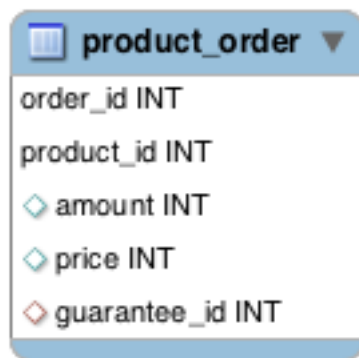 product_order
order_id INT
product_id INT
amount INT
price INT
guarantee_id INT